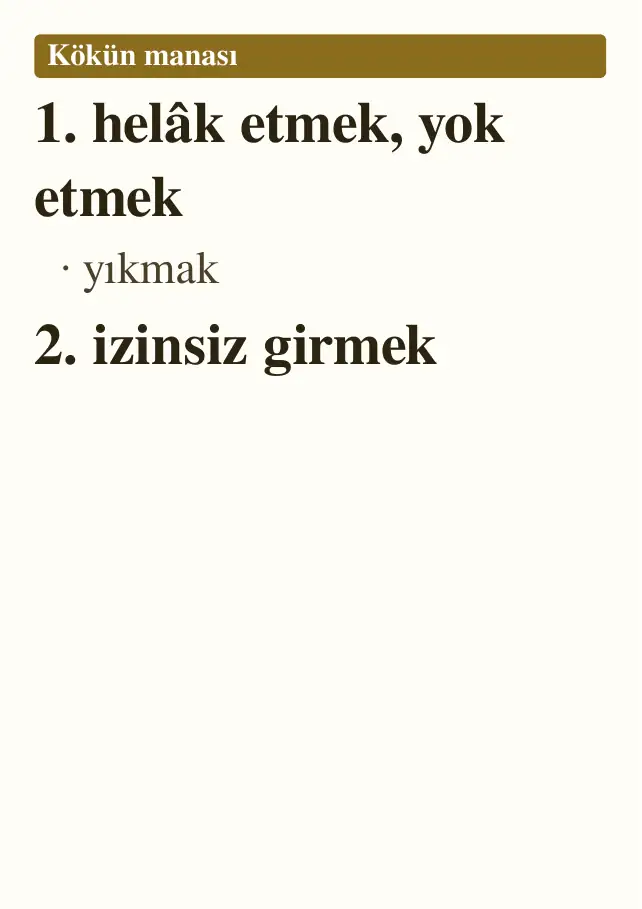 Kökün manası
1. helâk etmek, yok
etmek
· yıkmak
2. izinsiz girmek